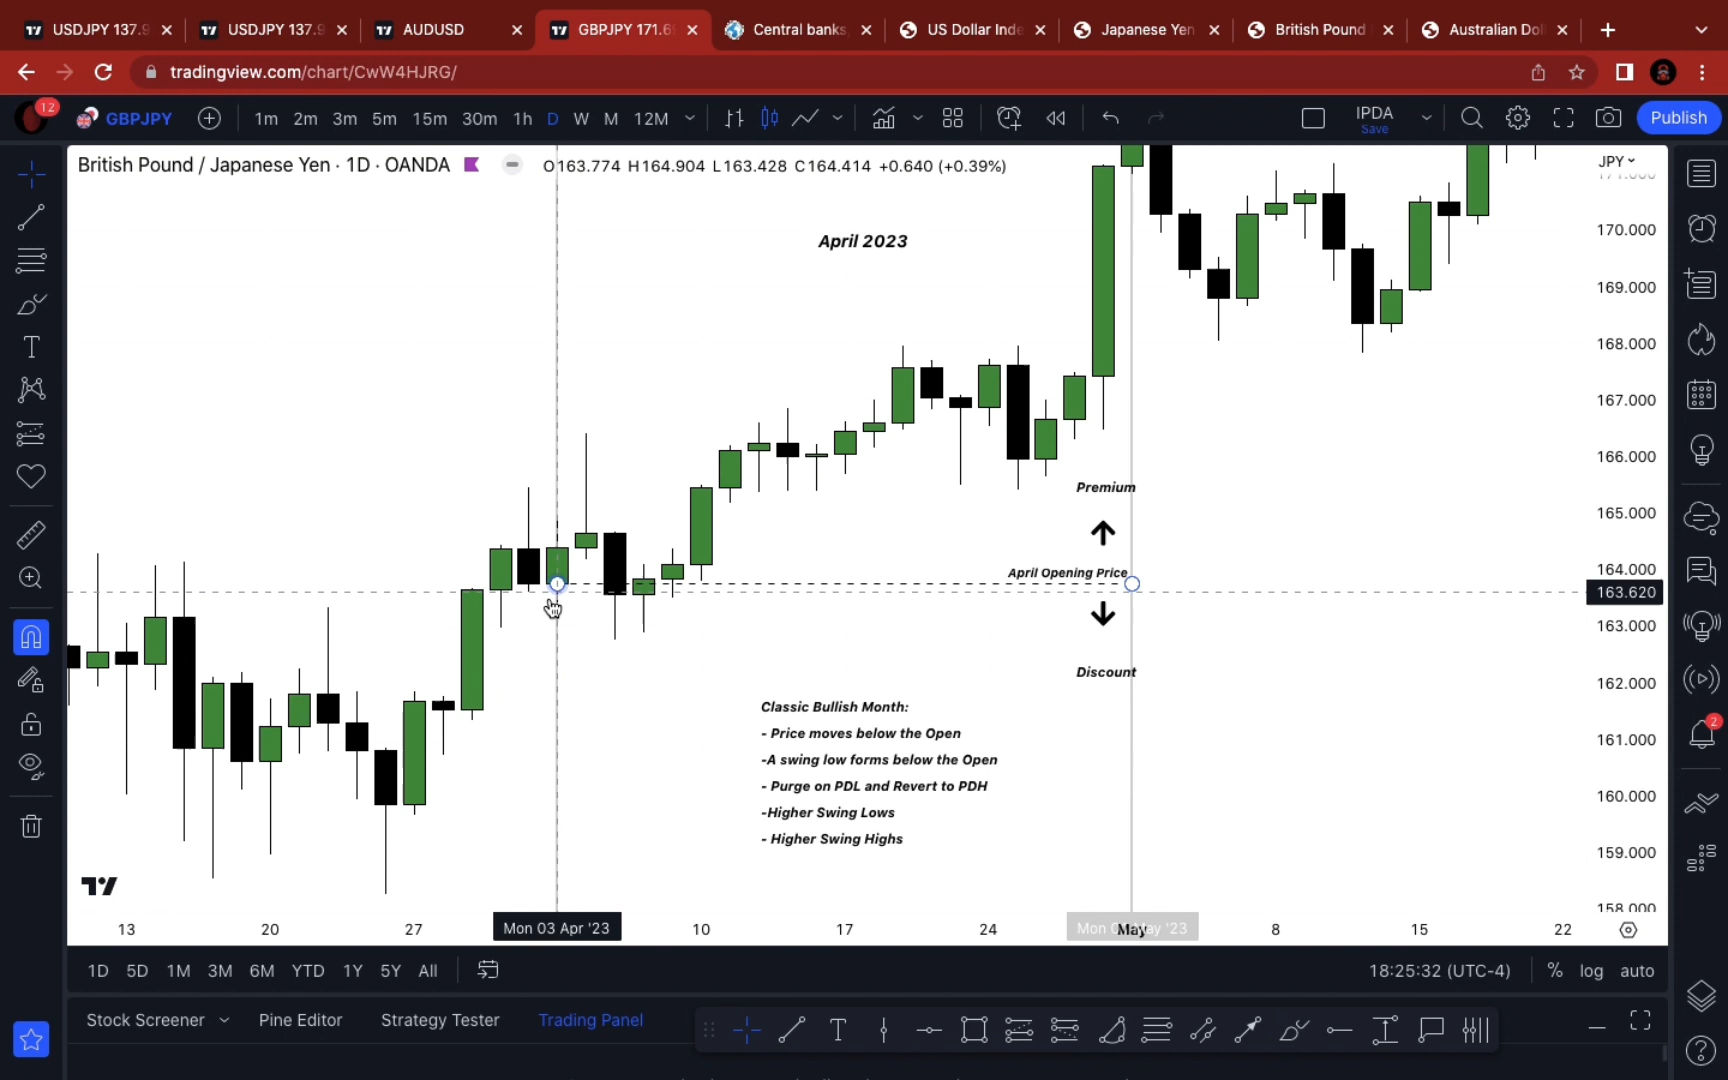 USDJPY 137.9
USDJPY 137.9
AUDUSD
GBPJPY 171.6
Central banks,
US Dollar Inde
Japanese Yen
British Pound
Australian Doll
tradingview.com/chart/CwW4HJRG/
12
GBPJPY
1m 2m 3m 5m 15m 30m 1h D W M 12M
IPDA
Save
Publish
British Pound / Japanese Yen · 1D · OANDA
O163.774 H164.904 L163.428 C164.414 +0.640 (+0.39%)
JPY
171.000
April 2023
170.000
169.000
168.000
167.000
166.000
Premium
165.000
April Opening Price
164.000
163.620
163.000
Discount
162.000
Classic Bullish Month:
- Price moves below the Open
161.000
-A swing low forms below the Open
- Purge on PDL and Revert to PDH
160.000
-Higher Swing Lows
- Higher Swing Highs
159.000
158.000
2
13 20 27 Mon 03 Apr '23 10 17 24 May 8 15 22
1D 5D 1M 3M 6M YTD 1Y 5Y All
18:25:32 (UTC-4) % log auto
Stock Screener Pine Editor Strategy Tester Trading Panel